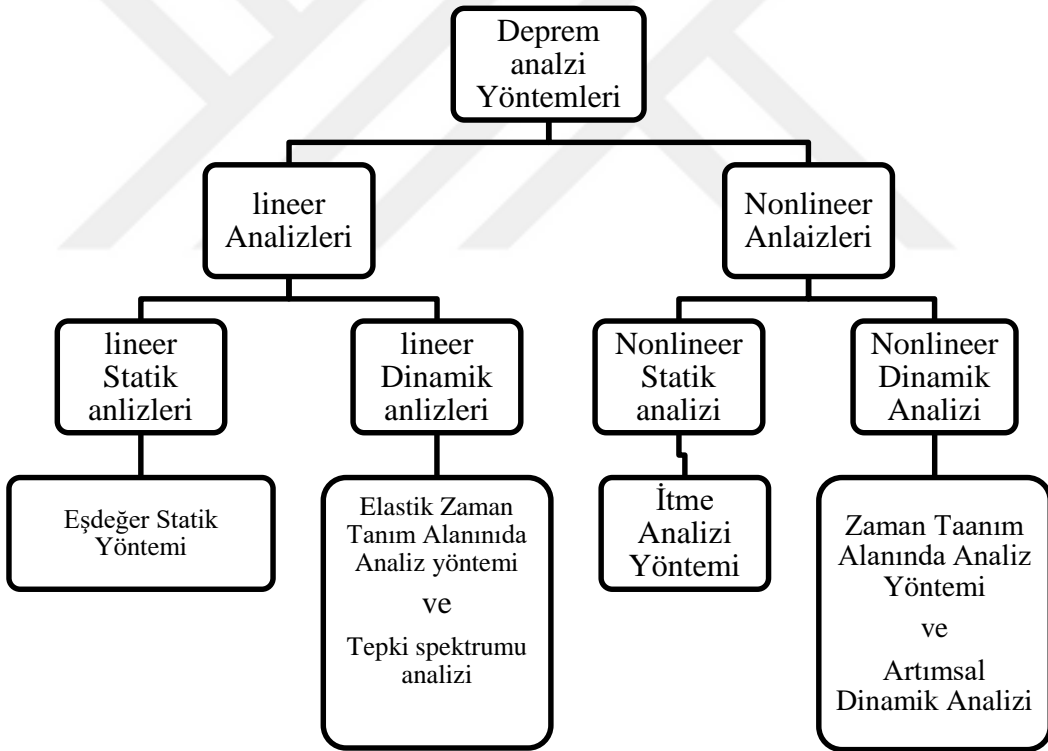 Deprem
analzi
Yöntemleri
lineer
Analizleri
Nonlineer
Anlaizleri
lineer
Statik
anlizleri
lineer
Dinamik
anlizleri
Nonlineer
Statik
analizi
Nonlineer
Dinamik
Analizi
Eşdeğer Statik
Yöntemi
Elastik Zaman
Tanım Alanınıda
Analiz yöntemi
ve
Tepki spektrumu
analizi
İtme
Analizi
Yöntemi
Zaman Taanım
Alanında Analiz
Yöntemi
ve
Artımsal
Dinamik Analizi